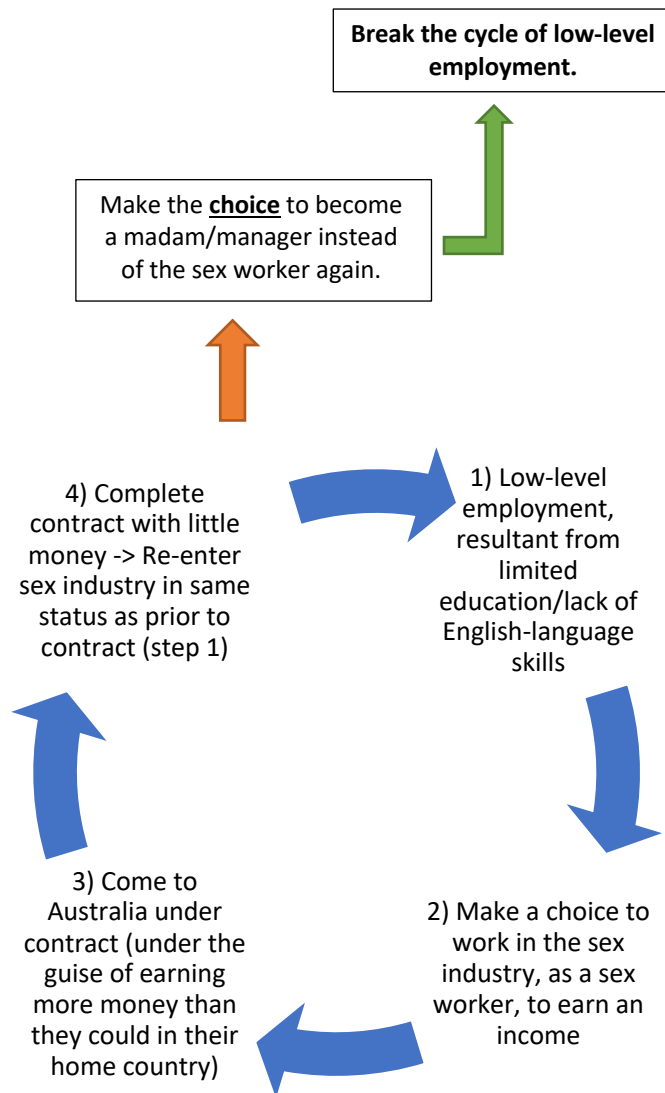 Break the cycle of low-level
employment.
Make the choice to become
a madam/manager instead
of the sex worker again.
1) Low-level
employment,
resultant from
limited
education/lack of
English-language
skills
2) Make a choice to
work in the sex
industry, as a sex
worker, to earn an
income
3) Come to
Australia under
contract (under the
guise of earning
more money than
they could in their
home country)
4) Complete
contract with little
money -> Re-enter
sex industry in same
status as prior to
contract (step 1)